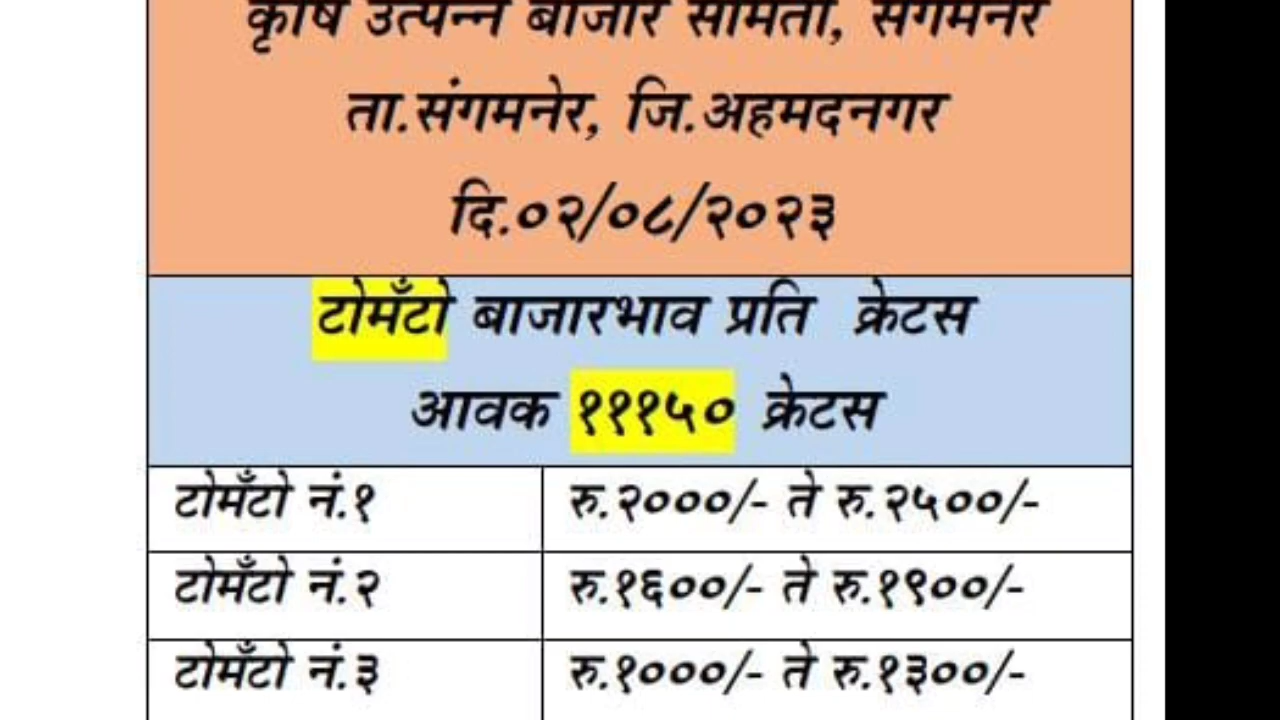 कृषि उत्पन्न बाजार समिती, संगमनेर
ता.संगमनेर, जि.अहमदनगर
दि.०२/०८/२०२३
टोमॅंटो बाजारभाव प्रति क्रेटस
आवक १११५० क्रेटस
टोमॅंटो नं.१ रु.२०००/- ते रु.२५००/-
टोमॅंटो नं.२ रु.१६००/- ते रु.१९००/-
टोमॅंटो नं.३ रु.१०००/- ते रु.१३००/-